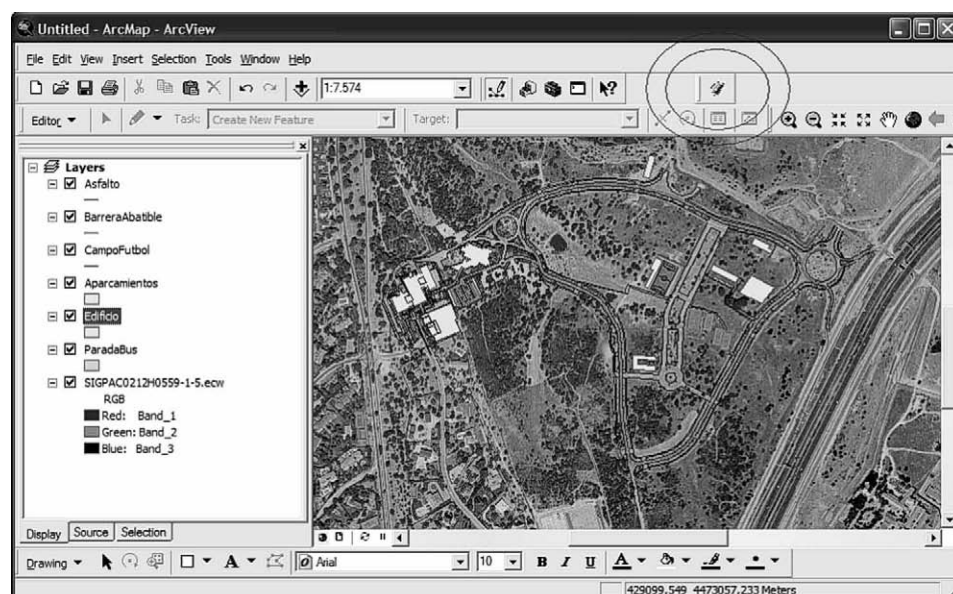 Untitled - ArcMap - ArcView
File Edit View Insert Selection Tools Window Help
1:7.574
Editor Task: Create New Feature Target:
Layers
Asfalto
BarreraAbatible
CampoFutbol
Aparcamientos
Edificio
ParadaBus
SIGPAC0212H0559-1-5.ecw
RGB
Red: Band_1
Green: Band_2
Blue: Band_3
Display Source Selection
Drawing A Arial 10 B I U A
429099.549 4473057.233 Meters